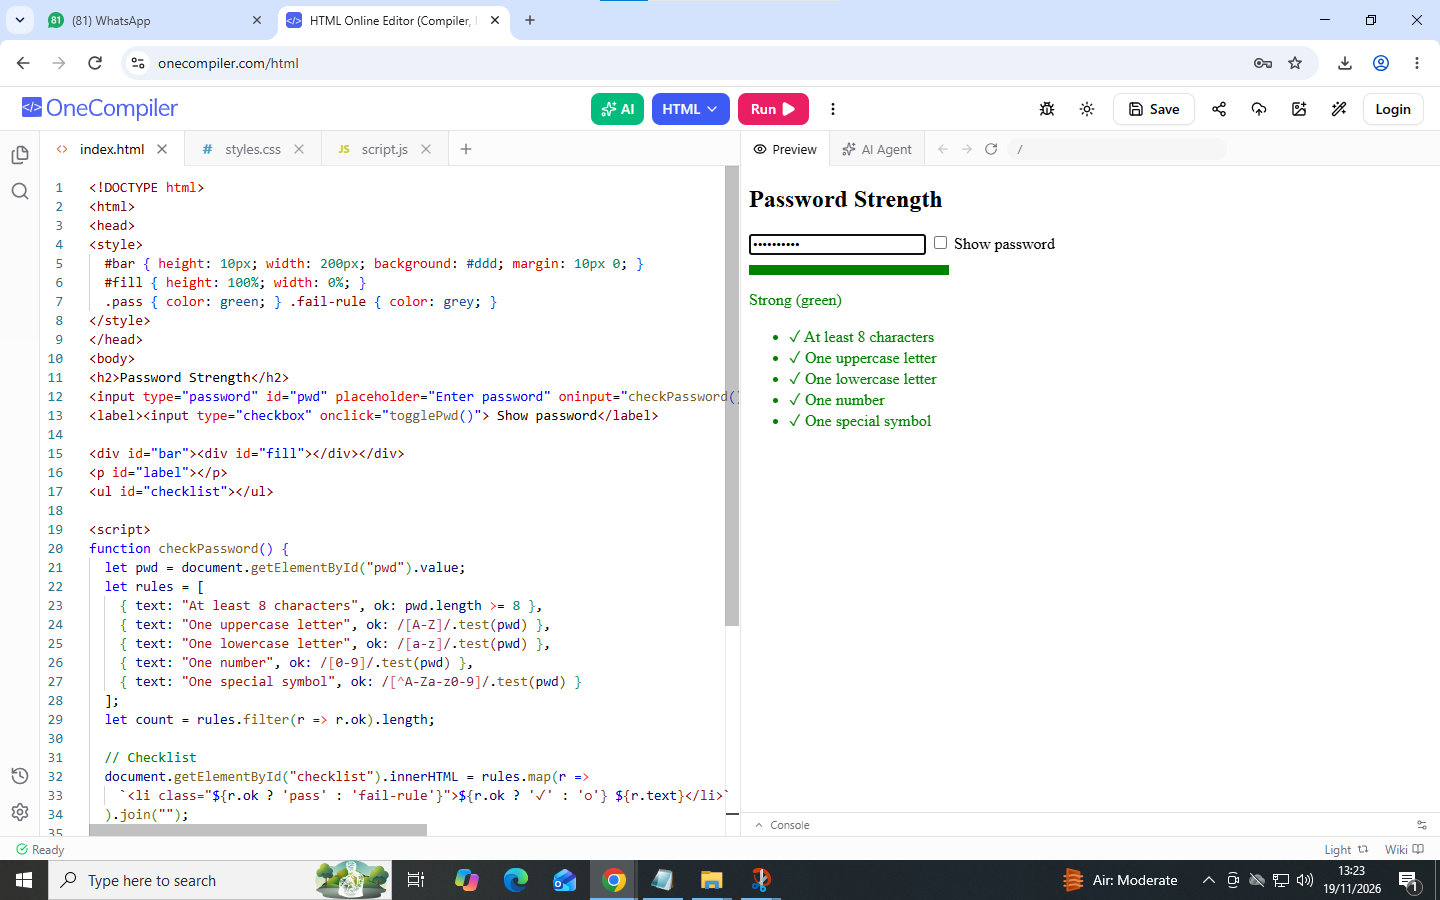 (81) WhatsApp
HTML Online Editor (Compiler, I
onecompiler.com/html
OneCompiler
AI
HTML
Run
Save
Login
index.html
# styles.css
JS script.js
Preview
AI Agent
/
1 <!DOCTYPE html>
2 <html>
3 <head>
4 <style>
5 #bar { height: 10px; width: 200px; background: #ddd; margin: 10px 0; }
6 #fill { height: 100%; width: 0%; }
7 .pass { color: green; } .fail-rule { color: grey; }
8 </style>
9 </head>
10 <body>
11 <h2>Password Strength</h2>
12 <input type="password" id="pwd" placeholder="Enter password" oninput="checkPassword()
13 <label><input type="checkbox" onclick="togglePwd()"> Show password</label>
14
15 <div id="bar"><div id="fill"></div></div>
16 <p id="label"></p>
17 <ul id="checklist"></ul>
18
19 <script>
20 function checkPassword() {
21 let pwd = document.getElementById("pwd").value;
22 let rules = [
23 { text: "At least 8 characters", ok: pwd.length >= 8 },
24 { text: "One uppercase letter", ok: /[A-Z]/.test(pwd) },
25 { text: "One lowercase letter", ok: /[a-z]/.test(pwd) },
26 { text: "One number", ok: /[0-9]/.test(pwd) },
27 { text: "One special symbol", ok: /[^A-Za-z0-9]/.test(pwd) }
28 ];
29 let count = rules.filter(r => r.ok).length;
30
31 // Checklist
32 document.getElementById("checklist").innerHTML = rules.map(r =>
33 `<li class="${r.ok ? 'pass' : 'fail-rule'}">${r.ok ? '✓' : 'o'} ${r.text}</li>`
34 ).join("");
35
Password Strength
••••••••••
Show password
Strong (green)
• ✓ At least 8 characters
• ✓ One uppercase letter
• ✓ One lowercase letter
• ✓ One number
• ✓ One special symbol
Console
Ready
Light
Wiki
Type here to search
Air: Moderate
13:23
19/11/2026
1